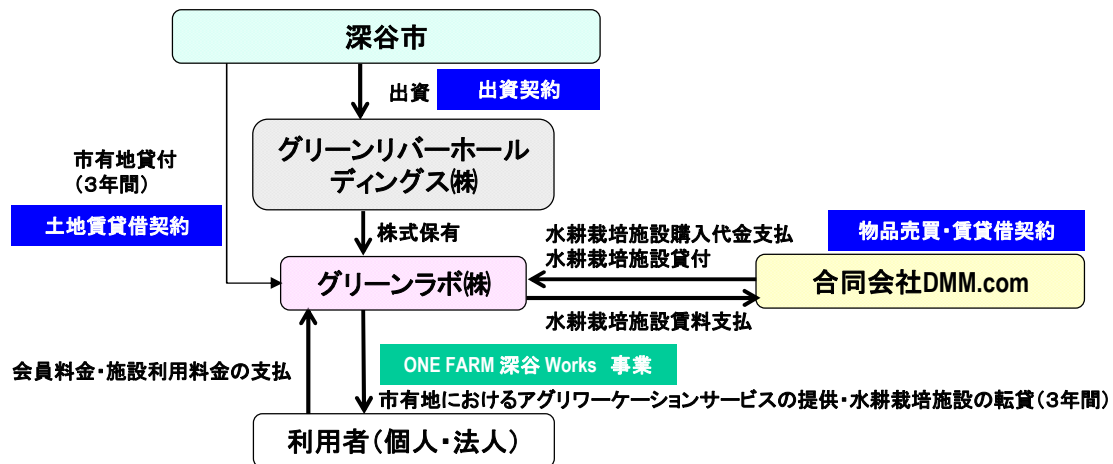 深谷市
出資
出資契約
グリーンリバーホール
ディングス㈱
市有地貸付
（３年間）
土地賃貸借契約
株式保有
水耕栽培施設購入代金支払
水耕栽培施設貸付
物品売買・賃貸借契約
グリーンラボ㈱
合同会社DMM.com
水耕栽培施設賃料支払
会員料金・施設利用料金の支払
ONE FARM 深谷 Works 事業
市有地におけるアグリワーケーションサービスの提供・水耕栽培施設の転貸（３年間）
利用者（個人・法人）